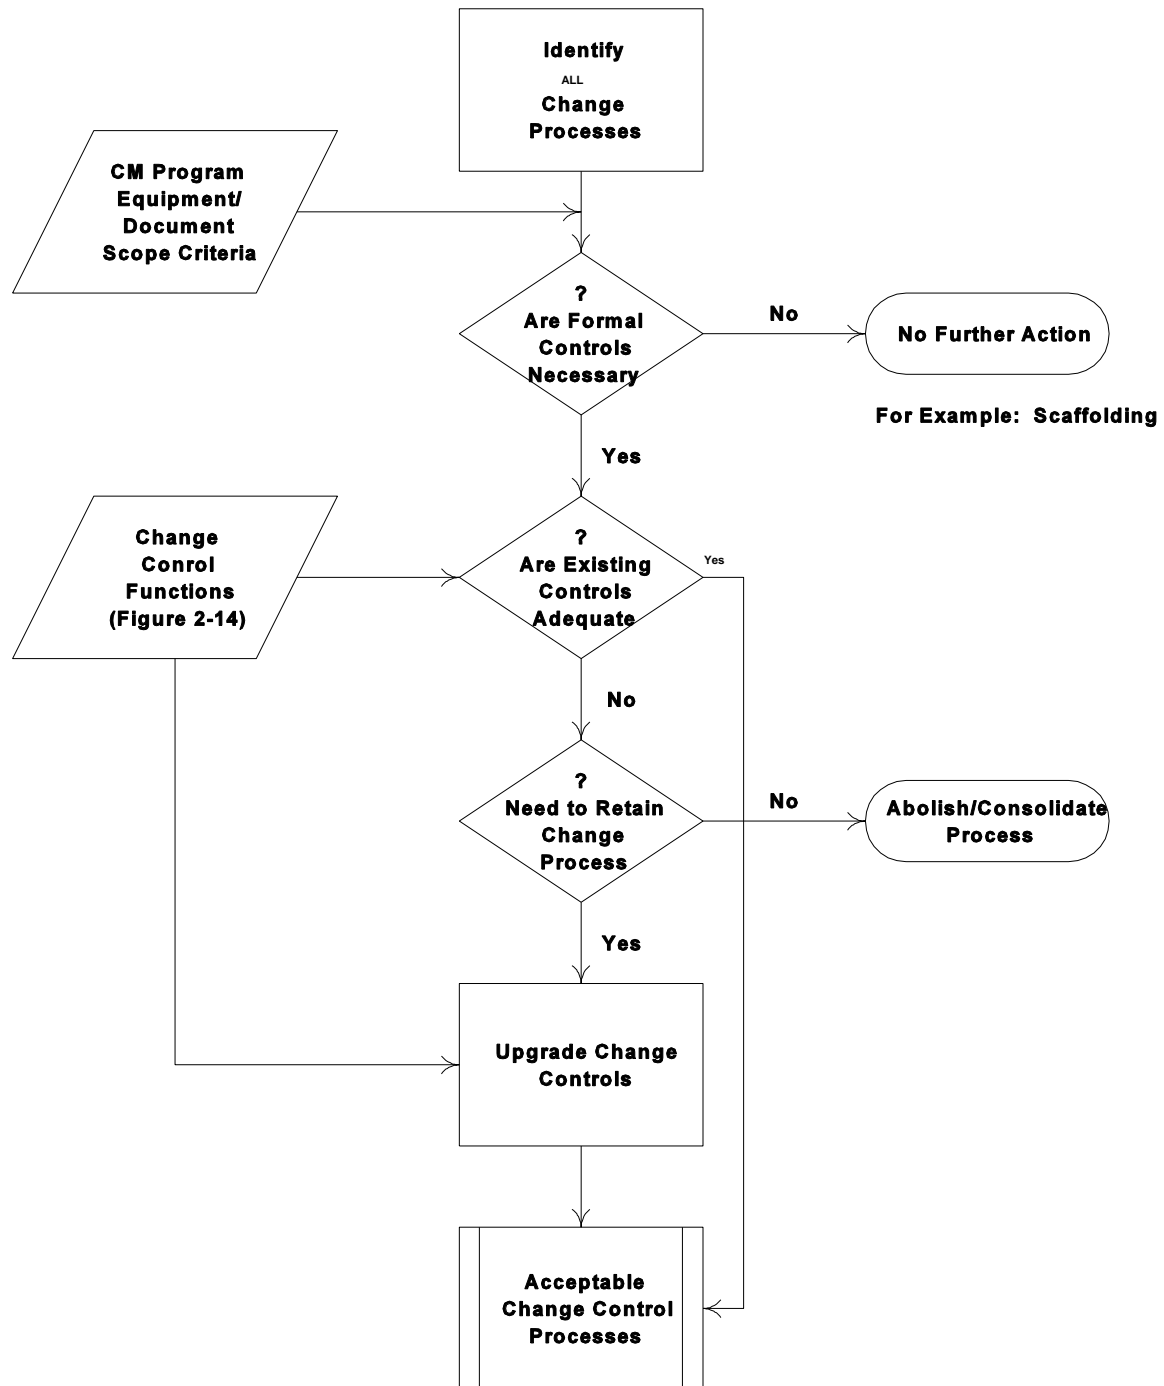 Identify
ALL
Change
Processes
CM Program
Equipment/
Document
Scope Criteria
?
Are Formal
Controls
Necessary
No
No Further Action
For Example: Scaffolding
Yes
Change
Conrol
Functions
(Figure 2-14)
?
Are Existing
Controls
Adequate
Yes
No
?
Need to Retain
Change
Process
No
Abolish/Consolidate
Process
Yes
Upgrade Change
Controls
Acceptable
Change Control
Processes